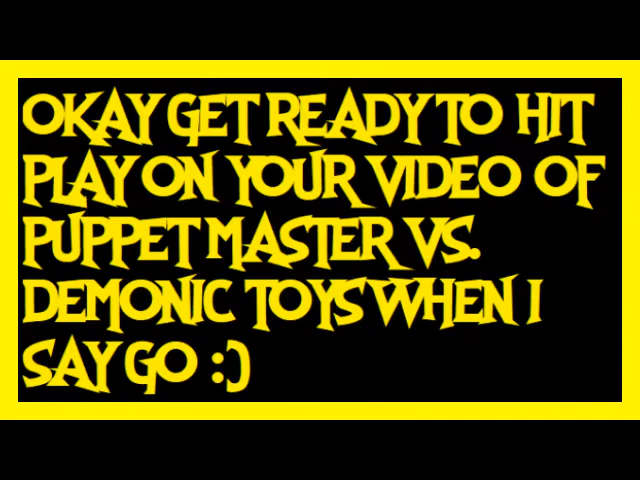 OKAY GET READY TO HIT
PLAY ON YOUR VIDEO OF
PUPPET MASTER VS.
DEMONIC TOYS WHEN I
SAY GO :)